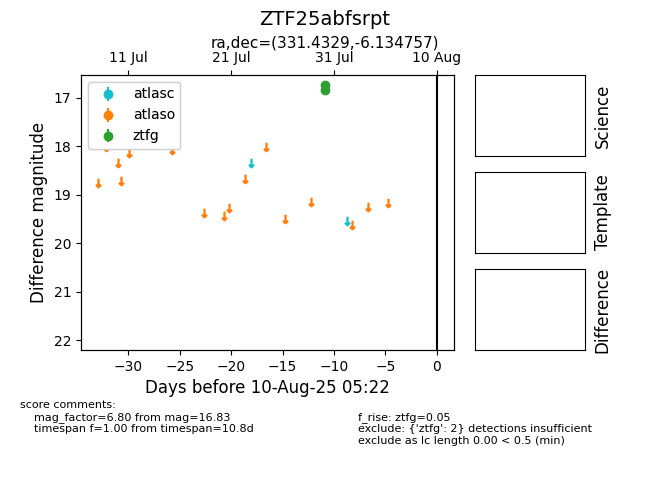 ZTF25abfsrpt
ra,dec=(331.4329,-6.134757)
11 Jul 21 Jul 31 Jul 10 Aug
atlasc
atlaso
ztfg
17
18
19
20
21
22
Difference magnitude
−30 −25 −20 −15 −10 −5 0
Days before 10-Aug-25 05:22
Science
Template
Difference
score comments:
mag_factor=6.80 from mag=16.83
timespan f=1.00 from timespan=10.8d
f_rise: ztfg=0.05
exclude: {'ztfg': 2} detections insufficient
exclude as lc length 0.00 < 0.5 (min)